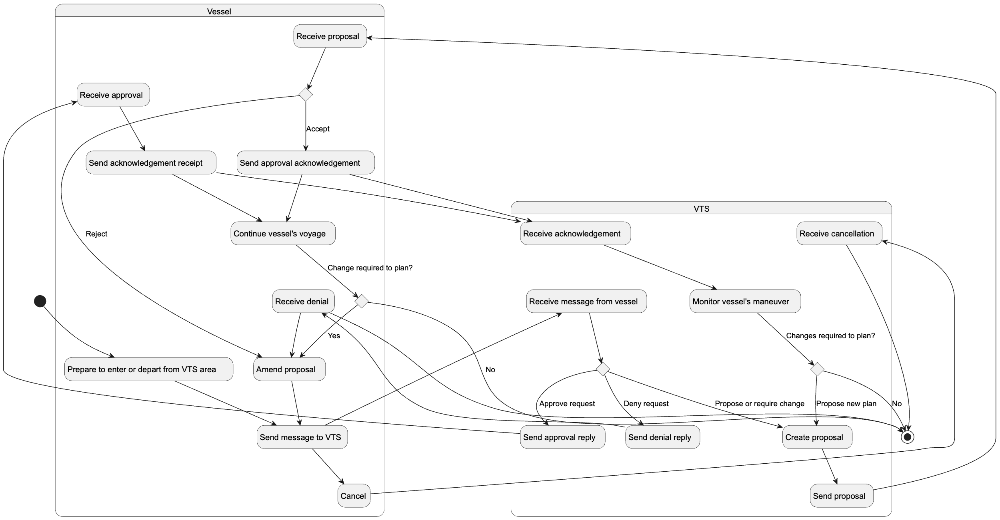 Vessel
Receive proposal
Receive approval
Accept
Send acknowledgement receipt
Send approval acknowledgement
VTS
Reject
Continue vessel's voyage
Receive acknowledgement
Receive cancellation
Change required to plan?
Receive denial
Receive message from vessel
Monitor vessel's maneuver
Yes
Changes required to plan?
Prepare to enter or depart from VTS area
Amend proposal
No
Approve request
Deny request
Propose or require change
Propose new plan
No
Send message to VTS
Send approval reply
Send denial reply
Create proposal
Cancel
Send proposal